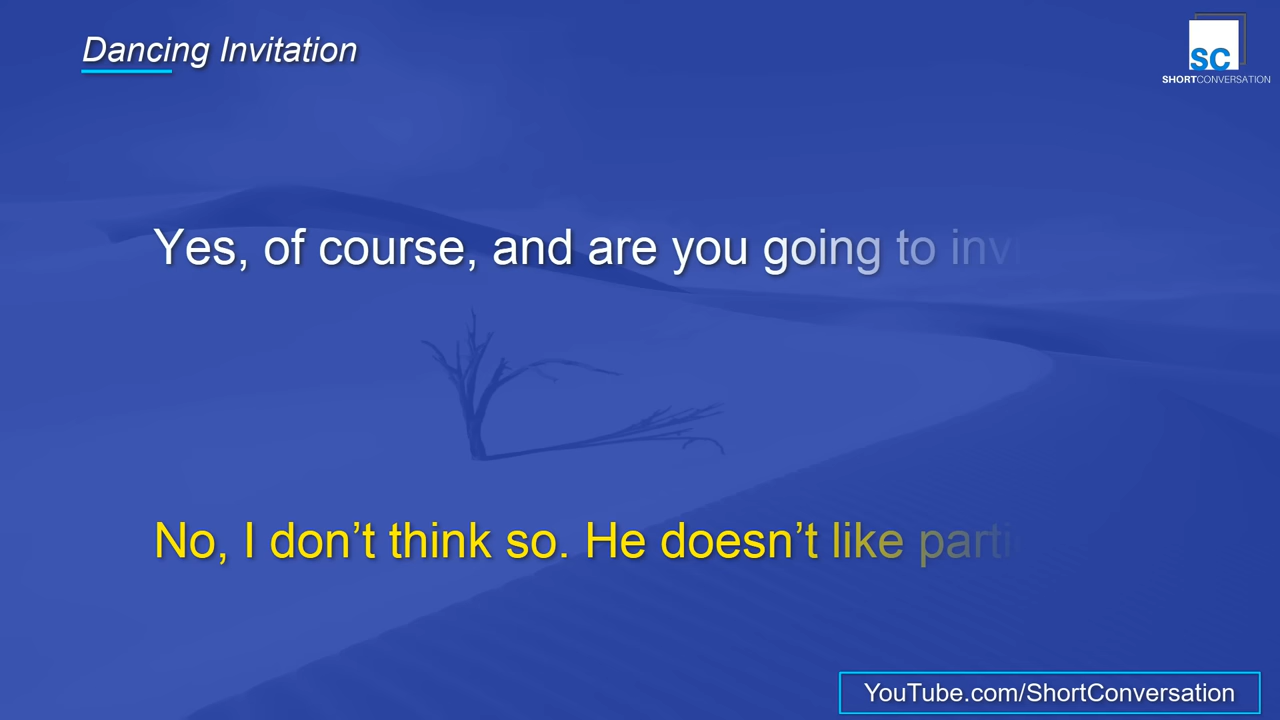 Dancing Invitation
SC
SHORTCONVERSATION
Yes, of course, and are you going to
No, I don’t think so. He doesn’t like
YouTube.com/ShortConversation